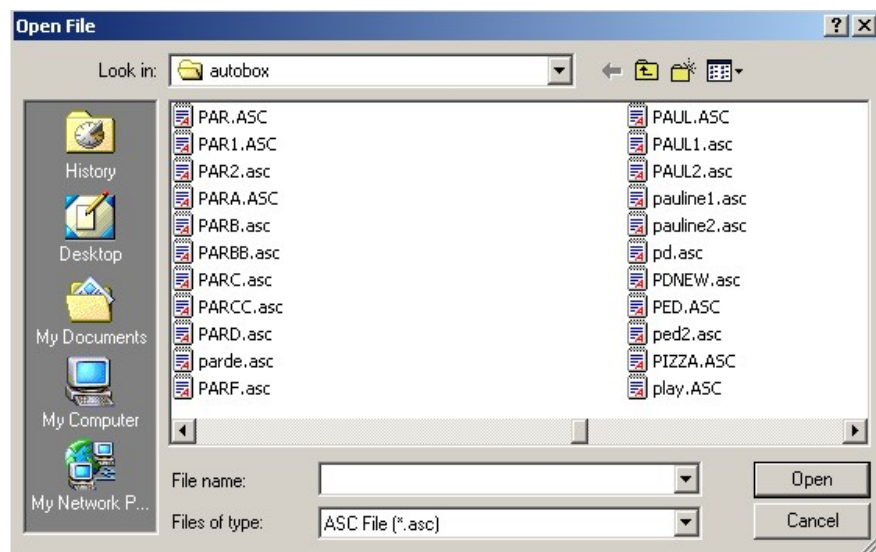 Open File
Look in: autobox
History
Desktop
My Documents
My Computer
My Network P...
PAR.ASC
PAR1.ASC
PAR2.asc
PARA.ASC
PARB.asc
PARBB.asc
PARC.asc
PARCC.asc
PARD.asc
parde.asc
PARF.asc
PAUL.ASC
PAUL1.asc
PAUL2.asc
pauline1.asc
pauline2.asc
pd.asc
PDNEW.asc
PED.ASC
ped2.asc
PIZZA.ASC
play.ASC
File name:
Open
Files of type: ASC File (*.asc)
Cancel